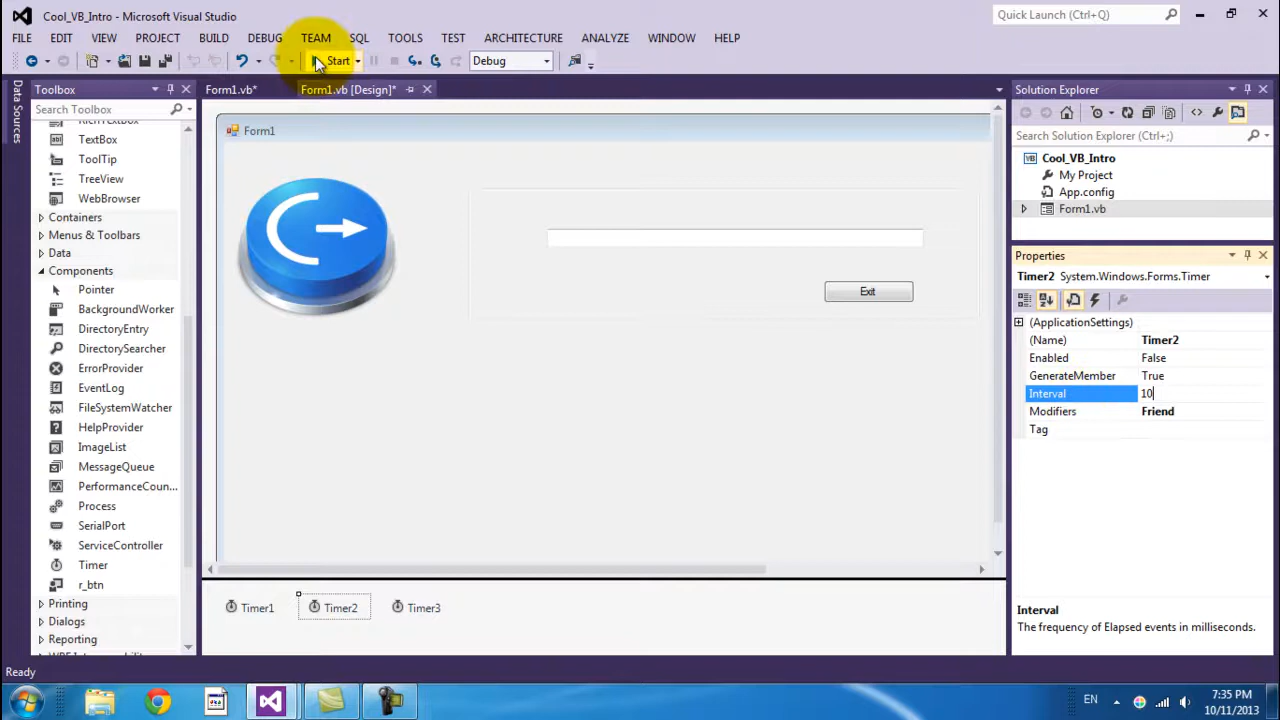 Cool_VB_Intro - Microsoft Visual Studio
Quick Launch (Ctrl+Q)
FILE EDIT VIEW PROJECT BUILD DEBUG TEAM SQL TOOLS TEST ARCHITECTURE ANALYZE WINDOW HELP
Start Debug
Data Sources
Toolbox
Search Toolbox
RichTextBox
TextBox
ToolTip
TreeView
WebBrowser
Containers
Menus & Toolbars
Data
Components
Pointer
BackgroundWorker
DirectoryEntry
DirectorySearcher
ErrorProvider
EventLog
FileSystemWatcher
HelpProvider
ImageList
MessageQueue
PerformanceCoun...
Process
SerialPort
ServiceController
Timer
r_btn
Printing
Dialogs
Reporting
Form1.vb* Form1.vb [Design]*
Form1
Exit
Timer1 Timer2 Timer3
Solution Explorer
Search Solution Explorer (Ctrl+;)
Cool_VB_Intro
My Project
App.config
Form1.vb
Properties
Timer2 System.Windows.Forms.Timer
(ApplicationSettings)
(Name) Timer2
Enabled False
GenerateMember True
Interval 10
Modifiers Friend
Tag
Interval
The frequency of Elapsed events in milliseconds.
Ready
EN
7:35 PM
10/11/2013